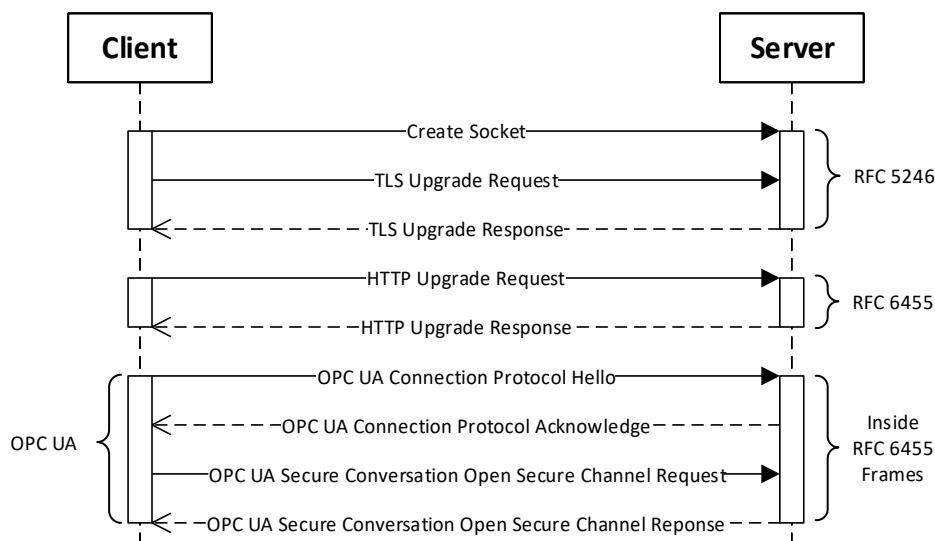 Client
Server
Create Socket
TLS Upgrade Request
RFC 5246
TLS Upgrade Response
HTTP Upgrade Request
RFC 6455
HTTP Upgrade Response
OPC UA Connection Protocol Hello
OPC UA
OPC UA Connection Protocol Acknowledge
Inside
RFC 6455
Frames
OPC UA Secure Conversation Open Secure Channel Request
OPC UA Secure Conversation Open Secure Channel Reponse